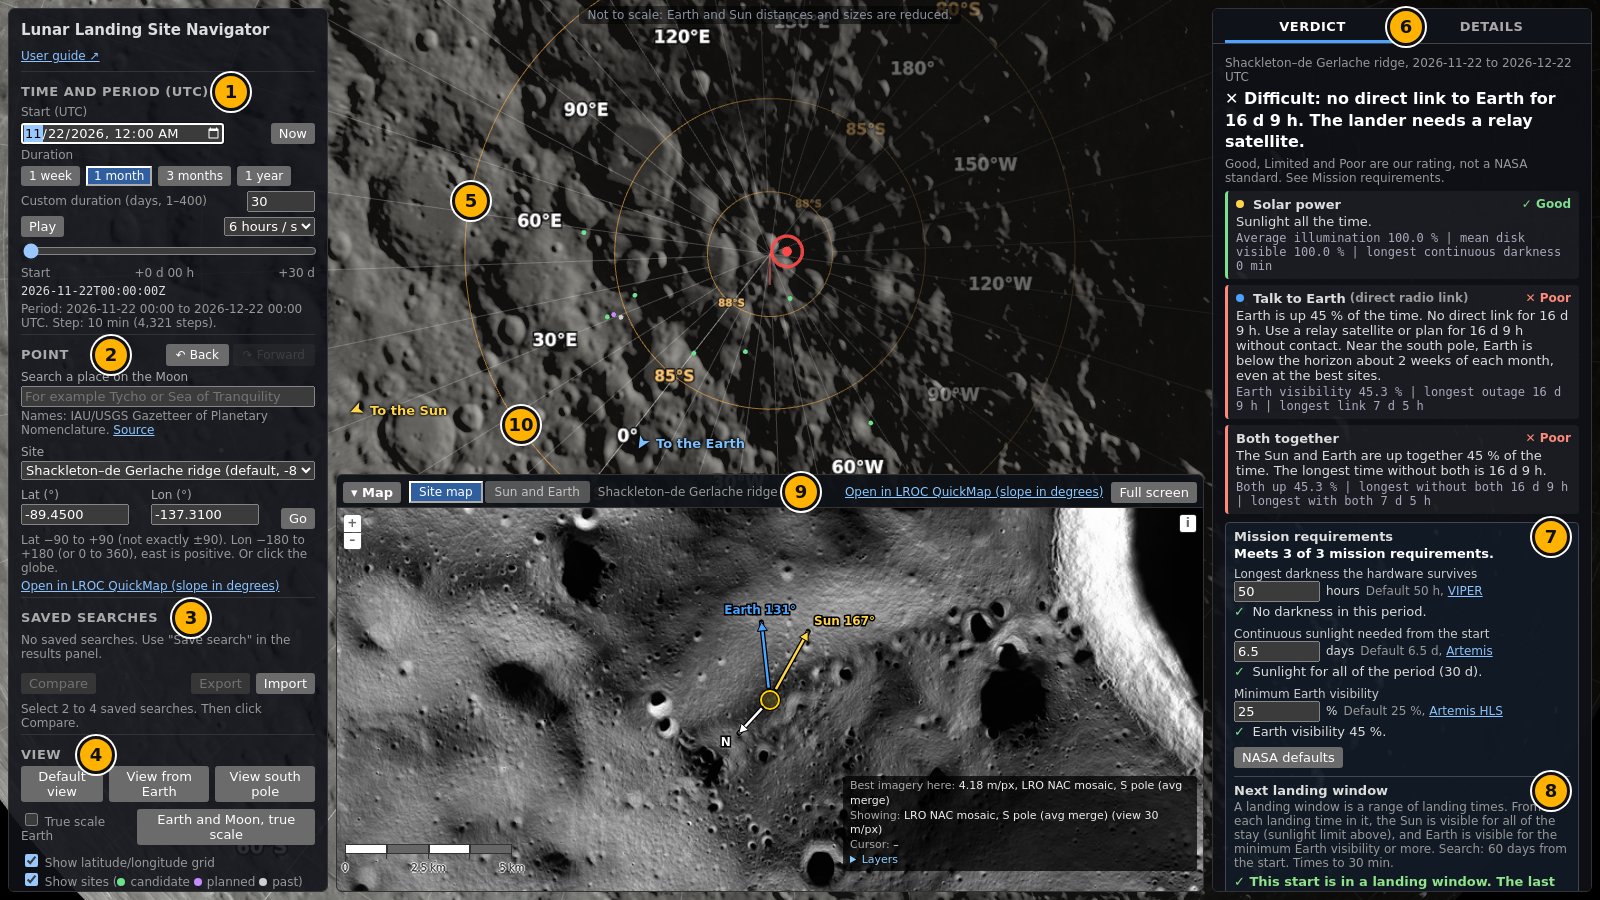 Lunar Landing Site Navigator
User guide ↗
TIME AND PERIOD (UTC) 1
Start (UTC)
11/22/2026, 12:00 AM Now
Duration
1 week 1 month 3 months 1 year
Custom duration (days, 1–400) 30
Play 6 hours / s
Start +0 d 00 h +30 d
2026-11-22T00:00:00Z
Period: 2026-11-22 00:00 to 2026-12-22 00:00
UTC. Step: 10 min (4,321 steps).
POINT 2 ↶ Back ↷ Forward
Search a place on the Moon
For example Tycho or Sea of Tranquility
Names: IAU/USGS Gazetteer of Planetary
Nomenclature. Source
Site
Shackleton–de Gerlache ridge (default, -8
Lat (°) Lon (°)
-89.4500 -137.3100 Go
Lat −90 to +90 (not exactly ±90). Lon −180 to
+180 (or 0 to 360), east is positive. Or click the
globe.
Open in LROC QuickMap (slope in degrees)
SAVED SEARCHES 3
No saved searches. Use "Save search" in the
results panel.
Compare Export Import
Select 2 to 4 saved searches. Then click
Compare.
VIEW 4
Default view View from Earth View south pole
True scale Earth Earth and Moon, true scale
60°S
Show latitude/longitude grid
Show sites (● candidate ● planned ● past)
Not to scale: Earth and Sun distances and sizes are reduced.
80°S
150°E
120°E
180°
90°E
85°S
150°W
5
88°S
60°E
120°W
88°S
30°E
85°S
90°W
To the Sun
10
0°
To the Earth
60°W
30°W
▾ Map Site map Sun and Earth Shackleton–de Gerlache ridge 9 Open in LROC QuickMap (slope in degrees) Full screen
+
–
i
Earth 131°
Sun 167°
N
Best imagery here: 4.18 m/px, LRO NAC mosaic, S pole (avg
merge)
Showing: LRO NAC mosaic, S pole (avg merge) (view 30
m/px)
Cursor: –
▸ Layers
0 2.5 km 5 km
VERDICT 6 DETAILS
Shackleton–de Gerlache ridge, 2026-11-22 to 2026-12-22
UTC
✕ Difficult: no direct link to Earth for
16 d 9 h. The lander needs a relay
satellite.
Good, Limited and Poor are our rating, not a NASA
standard. See Mission requirements.
Solar power ✓ Good
Sunlight all the time.
Average illumination 100.0 % | mean disk
visible 100.0 % | longest continuous darkness
0 min
Talk to Earth (direct radio link) ✕ Poor
Earth is up 45 % of the time. No direct link for 16 d
9 h. Use a relay satellite or plan for 16 d 9 h
without contact. Near the south pole, Earth is
below the horizon about 2 weeks of each month,
even at the best sites.
Earth visibility 45.3 % | longest outage 16 d
9 h | longest link 7 d 5 h
Both together ✕ Poor
The Sun and Earth are up together 45 % of the
time. The longest time without both is 16 d 9 h.
Both up 45.3 % | longest without both 16 d 9 h
| longest with both 7 d 5 h
Mission requirements 7
Meets 3 of 3 mission requirements.
Longest darkness the hardware survives
50 hours Default 50 h, VIPER
✓ No darkness in this period.
Continuous sunlight needed from the start
6.5 days Default 6.5 d, Artemis
✓ Sunlight for all of the period (30 d).
Minimum Earth visibility
25 % Default 25 %, Artemis HLS
✓ Earth visibility 45 %.
NASA defaults
Next landing window 8
A landing window is a range of landing times. From
each landing time in it, the Sun is visible for all of the
stay (sunlight limit above), and Earth is visible for the
minimum Earth visibility or more. Search: 60 days from
the start. Times to 30 min.
✓ This start is in a landing window. The last